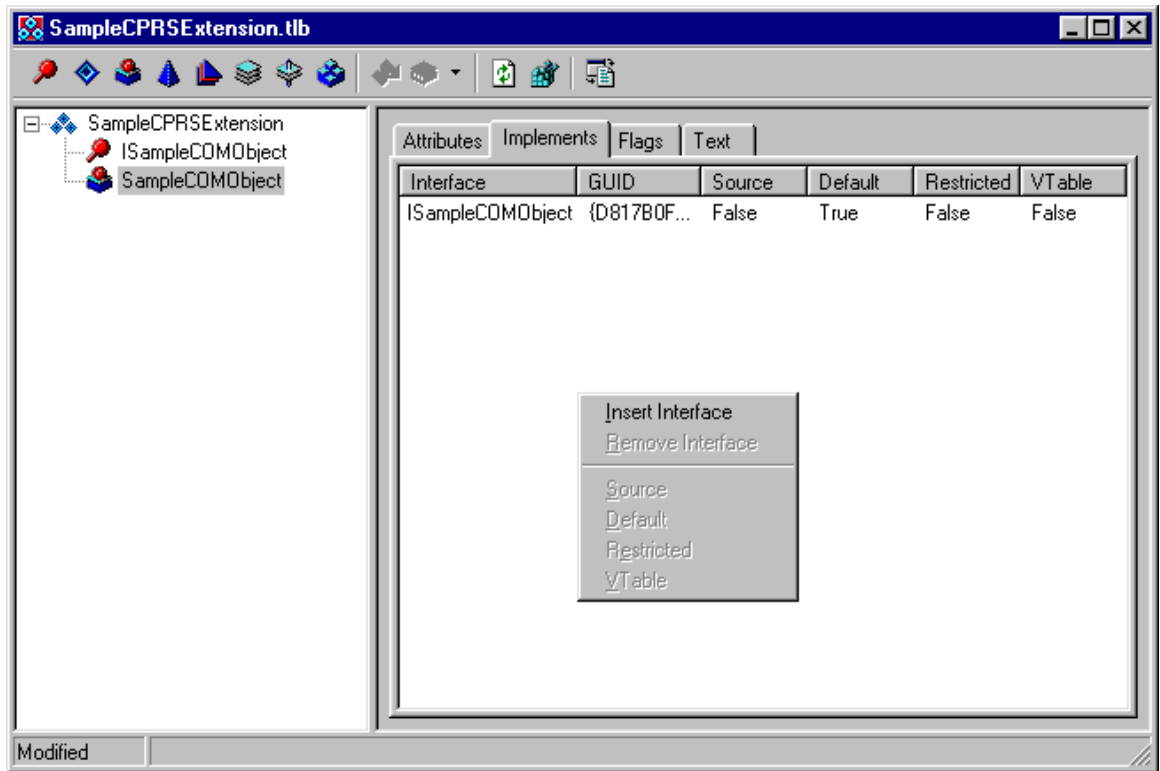 SampleCPRSExtension.tlb
SampleCPRSExtension
ISampleCOMObject
SampleCOMObject
Attributes Implements Flags Text
Interface GUID Source Default Restricted VTable
ISampleCOMObject {D817B0F... False True False False
Insert Interface
Remove Interface
Source
Default
Restricted
VTable
Modified